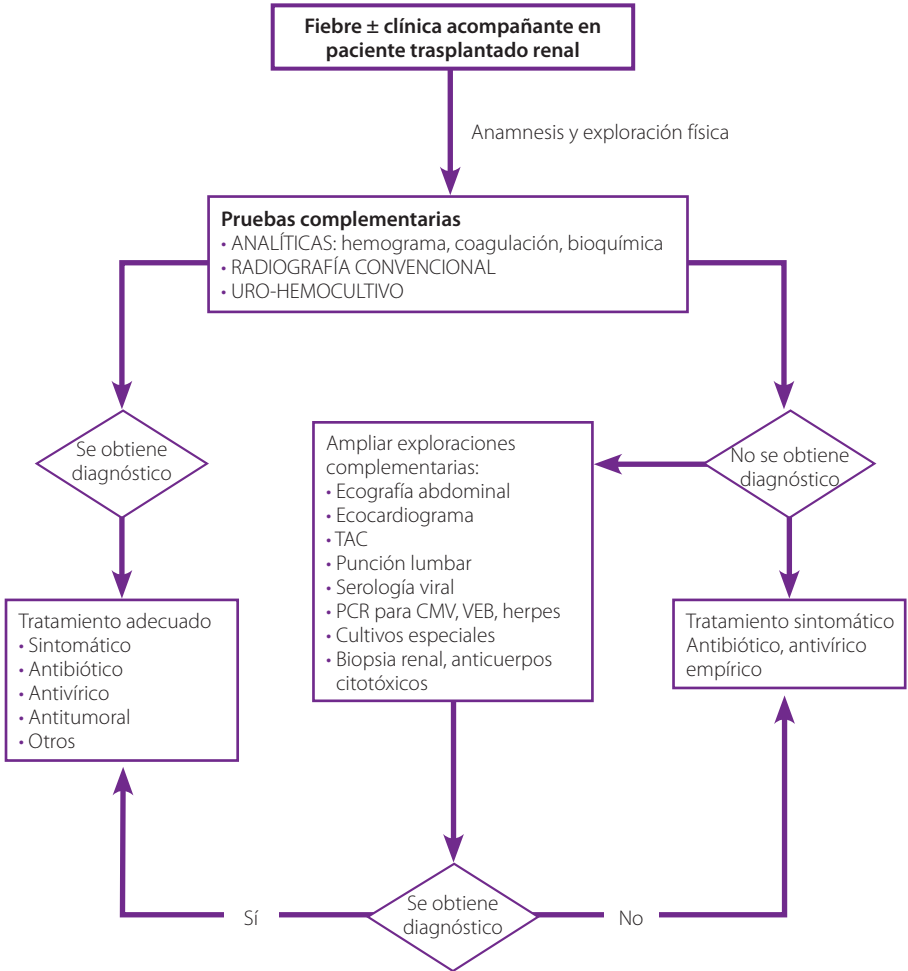 Fiebre ± clínica acompañante en
paciente trasplantado renal
Anamnesis y exploración física
Pruebas complementarias
• ANALÍTICAS: hemograma, coagulación, bioquímica
• RADIOGRAFÍA CONVENCIONAL
• URO-HEMOCULTIVO
Se obtiene
diagnóstico
Ampliar exploraciones
complementarias:
• Ecografía abdominal
• Ecocardiograma
• TAC
• Punción lumbar
• Serología viral
• PCR para CMV, VEB, herpes
• Cultivos especiales
• Biopsia renal, anticuerpos
citotóxicos
No se obtiene
diagnóstico
Tratamiento adecuado
• Sintomático
• Antibiótico
• Antivírico
• Antitumoral
• Otros
Tratamiento sintomático
Antibiótico, antivírico
empírico
Sí
Se obtiene
diagnóstico
No